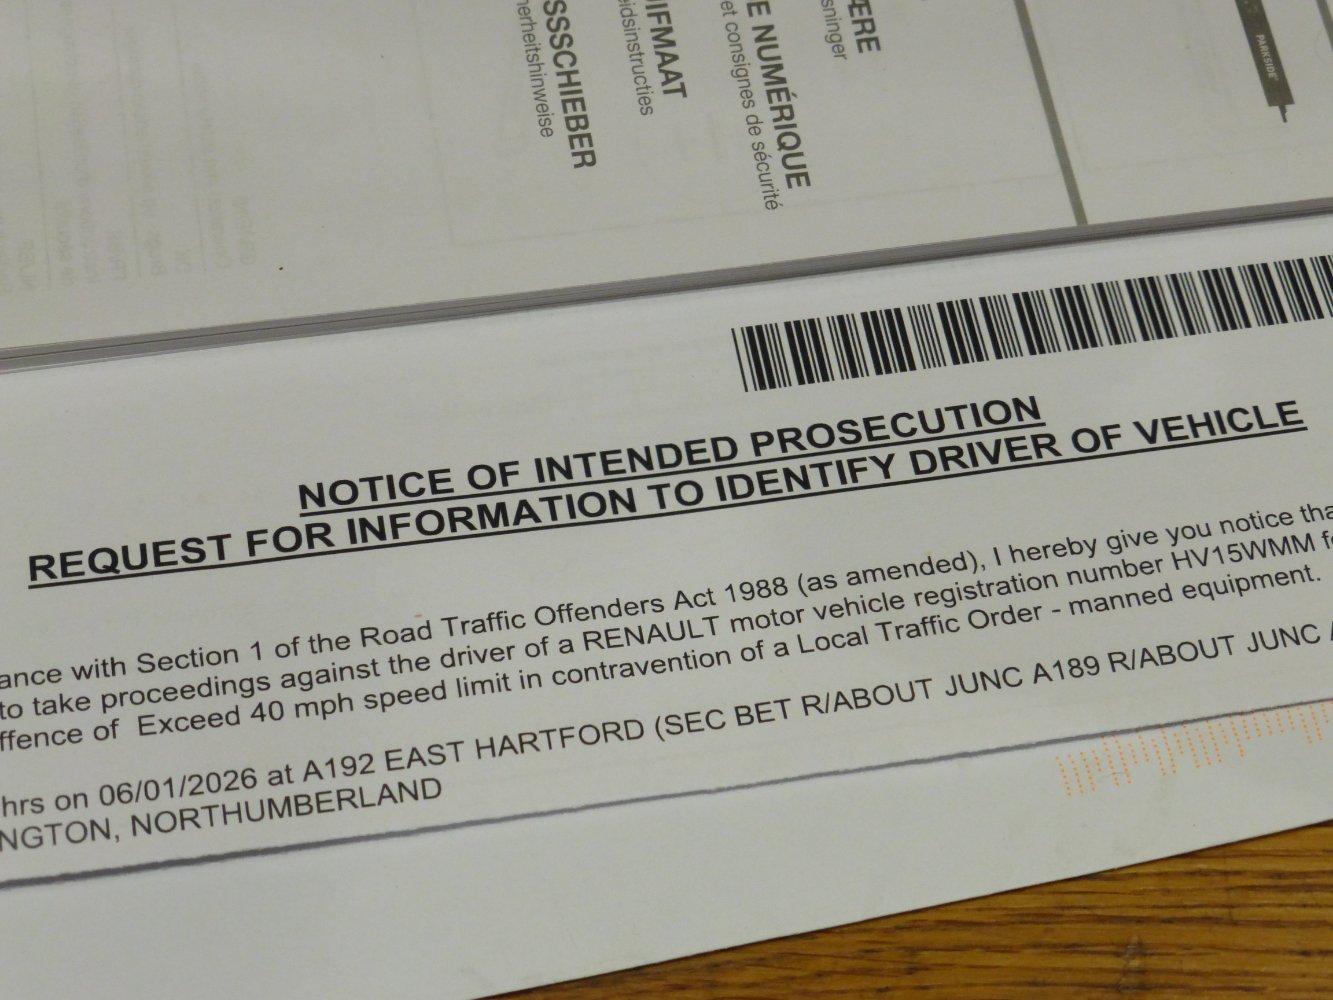 SSSCHIEBER
herheitshinweise
IFMAAT
idsinstructies
E NUMÉRIQUE
et consignes de sécurité
ÆRE
sninger
PARKSIDE
NOTICE OF INTENDED PROSECUTION
REQUEST FOR INFORMATION TO IDENTIFY DRIVER OF VEHICLE
ance with Section 1 of the Road Traffic Offenders Act 1988 (as amended), I hereby give you notice tha
to take proceedings against the driver of a RENAULT motor vehicle registration number HV15WMM f
ffence of Exceed 40 mph speed limit in contravention of a Local Traffic Order - manned equipment.
hrs on 06/01/2026 at A192 EAST HARTFORD (SEC BET R/ABOUT JUNC A189 R/ABOUT JUNC A
NGTON, NORTHUMBERLAND